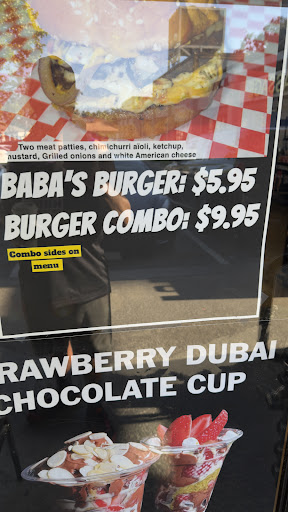 Two meat patties, chimichurri aioli, ketchup,
ustard, Grilled onions and white American cheese
BABA'S BURGER: $5.95
BURGER COMBO: $9.95
Combo sides on
menu
RAWBERRY DUBAI
CHOCOLATE CUP